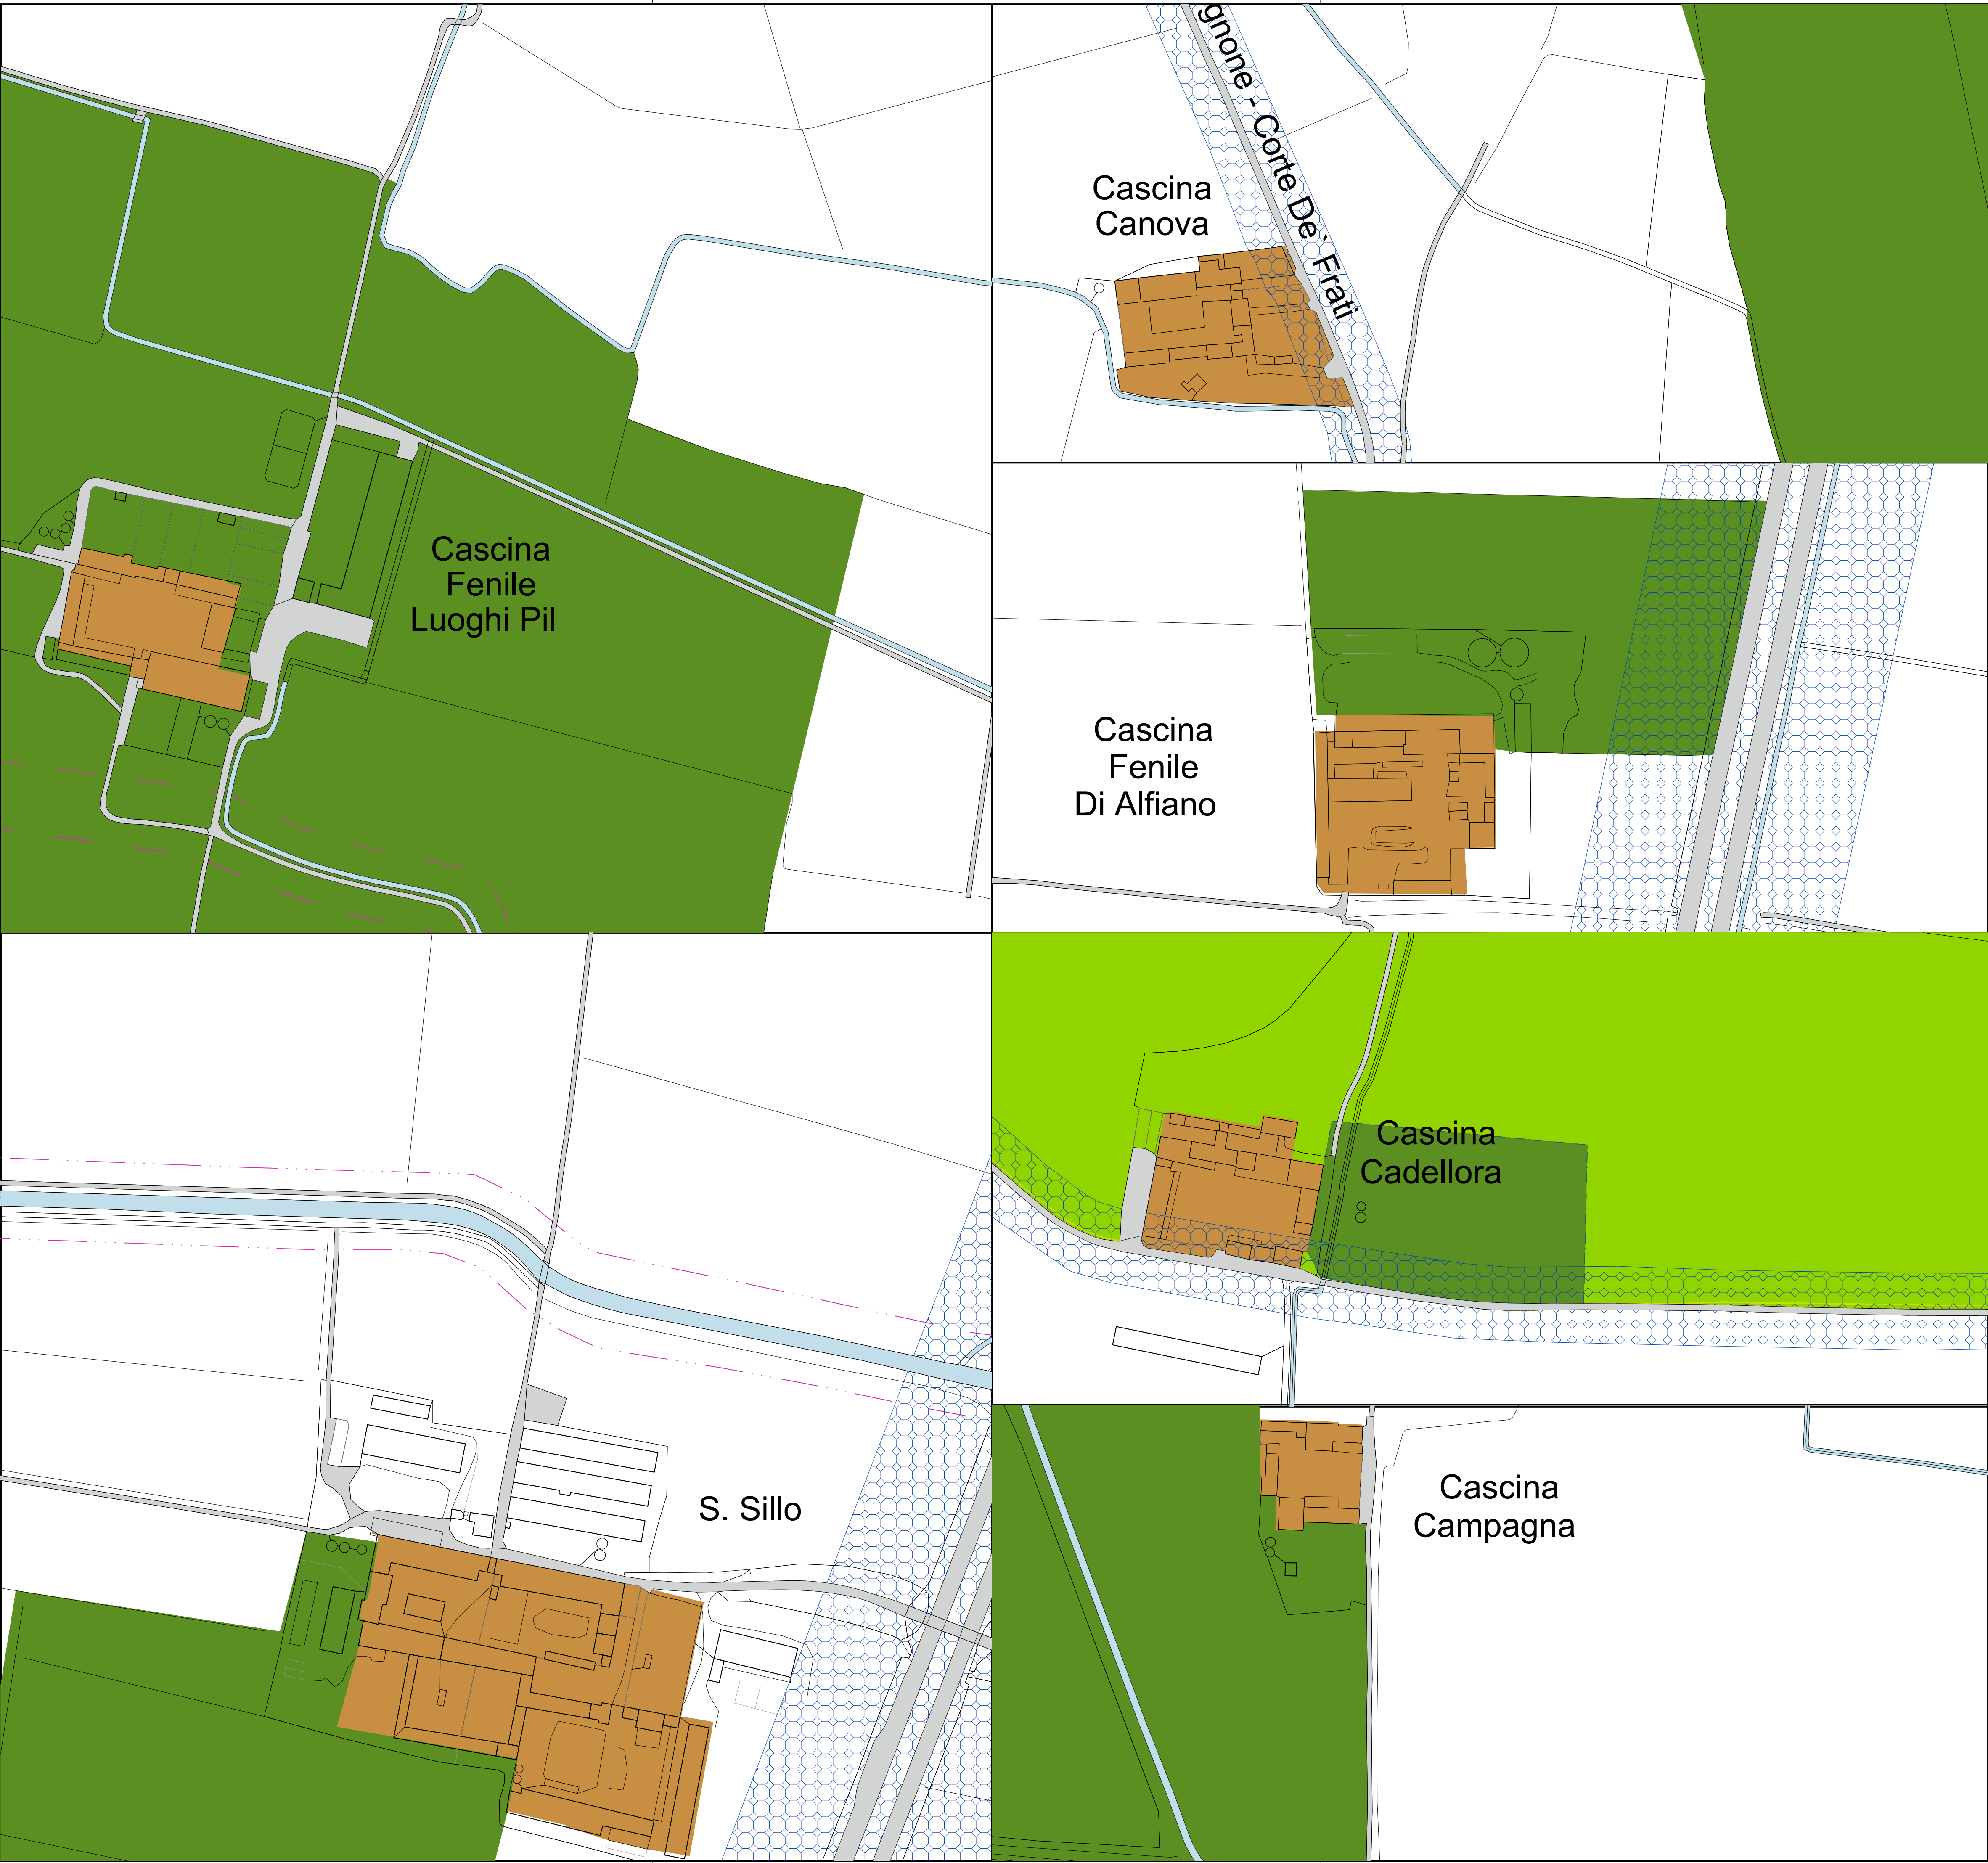 gnone - Corte De` Frati
Cascina
Canova
Cascina
Fenile
Luoghi Pil
Cascina
Fenile
Di Alfiano
Cascina
Cadellora
S. Sillo
Cascina
Campagna